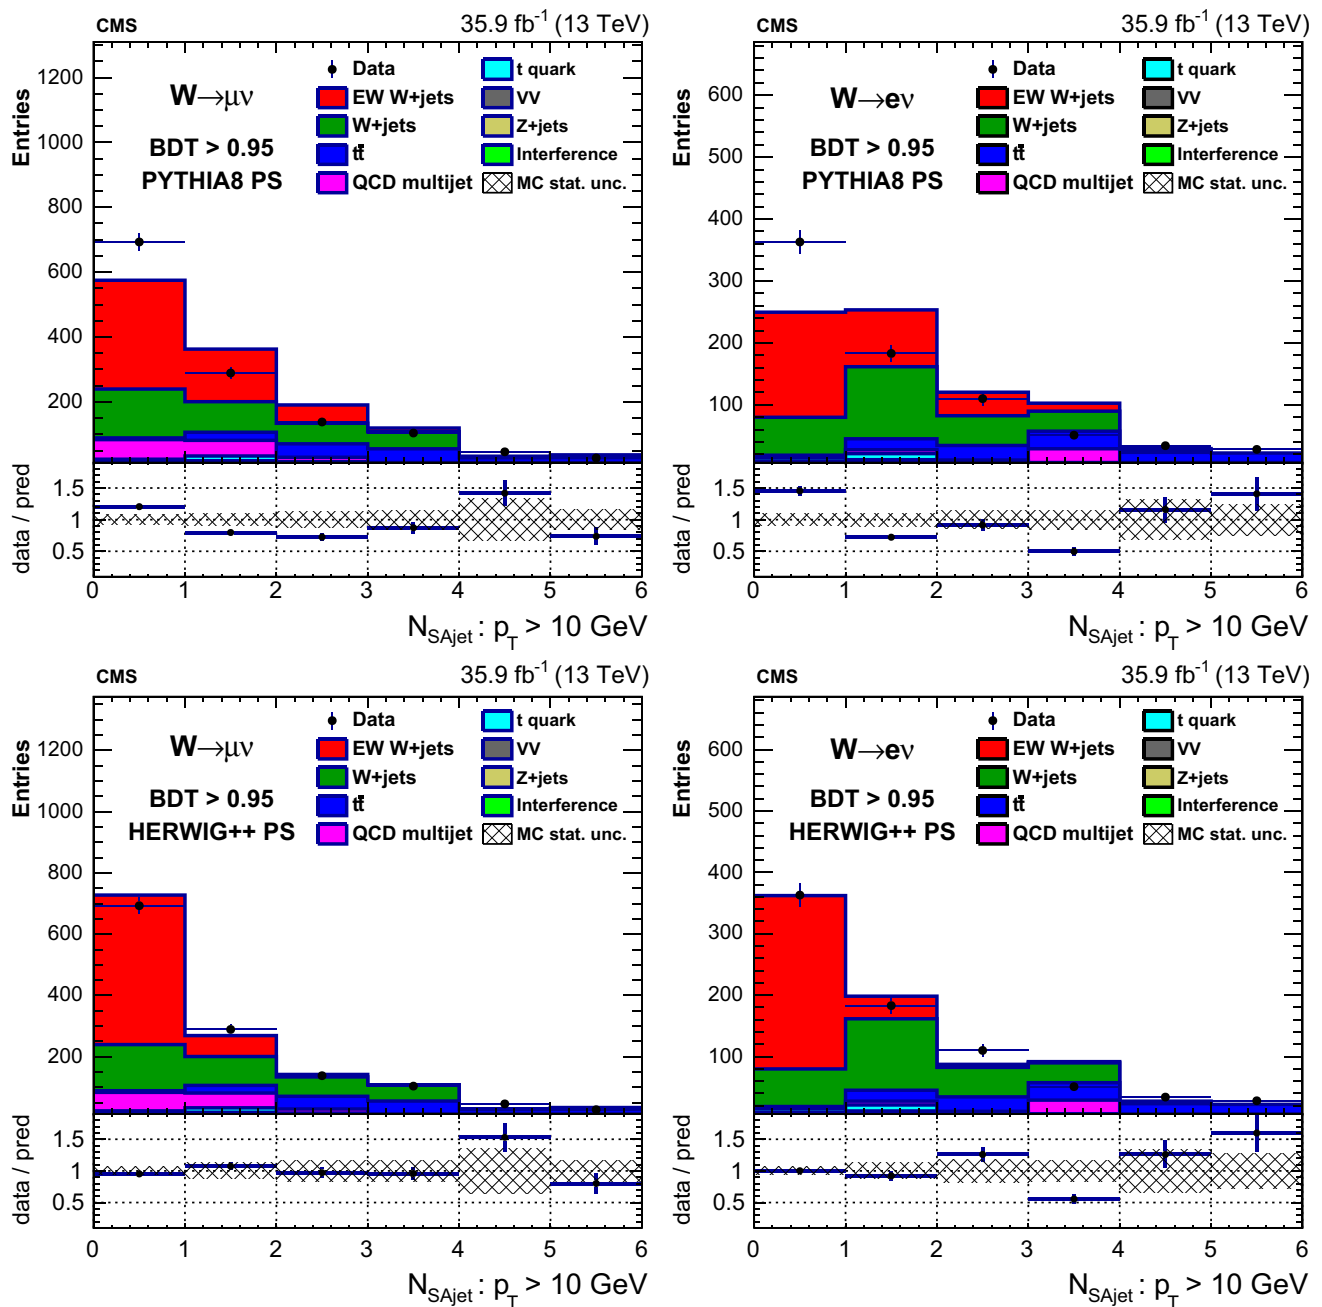 CMS 35.9 fb⁻¹ (13 TeV)
Entries
1200
1000
800
600
400
200
W→μν
BDT > 0.95
PYTHIA8 PS
Data
EW W+jets
W+jets
tt̄
QCD multijet
t quark
VV
Z+jets
Interference
MC stat. unc.
data / pred
1.5
1
0.5
0 1 2 3 4 5 6
N_SAjet : p_T > 10 GeV
CMS 35.9 fb⁻¹ (13 TeV)
Entries
600
500
400
300
200
100
W→eν
BDT > 0.95
PYTHIA8 PS
Data
EW W+jets
W+jets
tt̄
QCD multijet
t quark
VV
Z+jets
Interference
MC stat. unc.
data / pred
1.5
1
0.5
0 1 2 3 4 5 6
N_SAjet : p_T > 10 GeV
CMS 35.9 fb⁻¹ (13 TeV)
Entries
1200
1000
800
600
400
200
W→μν
BDT > 0.95
HERWIG++ PS
Data
EW W+jets
W+jets
tt̄
QCD multijet
t quark
VV
Z+jets
Interference
MC stat. unc.
data / pred
1.5
1
0.5
0 1 2 3 4 5 6
N_SAjet : p_T > 10 GeV
CMS 35.9 fb⁻¹ (13 TeV)
Entries
600
500
400
300
200
100
W→eν
BDT > 0.95
HERWIG++ PS
Data
EW W+jets
W+jets
tt̄
QCD multijet
t quark
VV
Z+jets
Interference
MC stat. unc.
data / pred
1.5
1
0.5
0 1 2 3 4 5 6
N_SAjet : p_T > 10 GeV